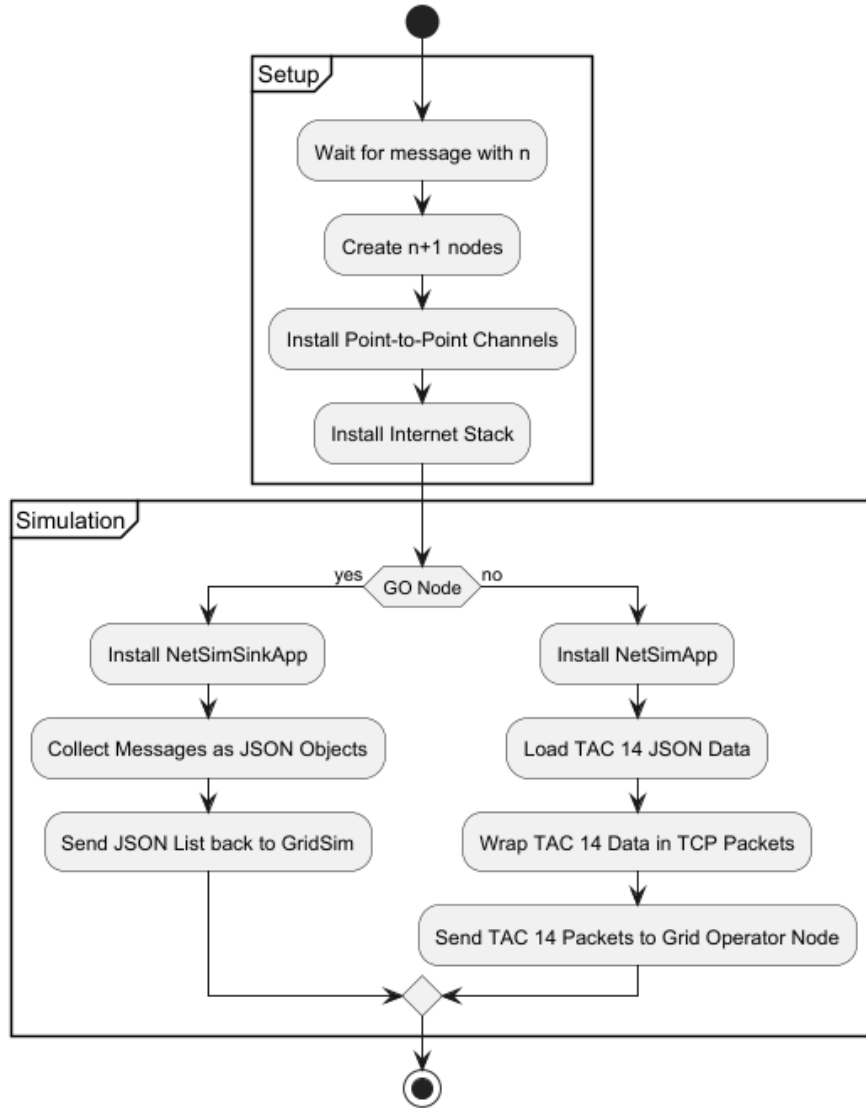 Setup
Wait for message with n
Create n+1 nodes
Install Point-to-Point Channels
Install Internet Stack
Simulation
yes
GO Node
no
Install NetSimSinkApp
Install NetSimApp
Collect Messages as JSON Objects
Load TAC 14 JSON Data
Send JSON List back to GridSim
Wrap TAC 14 Data in TCP Packets
Send TAC 14 Packets to Grid Operator Node